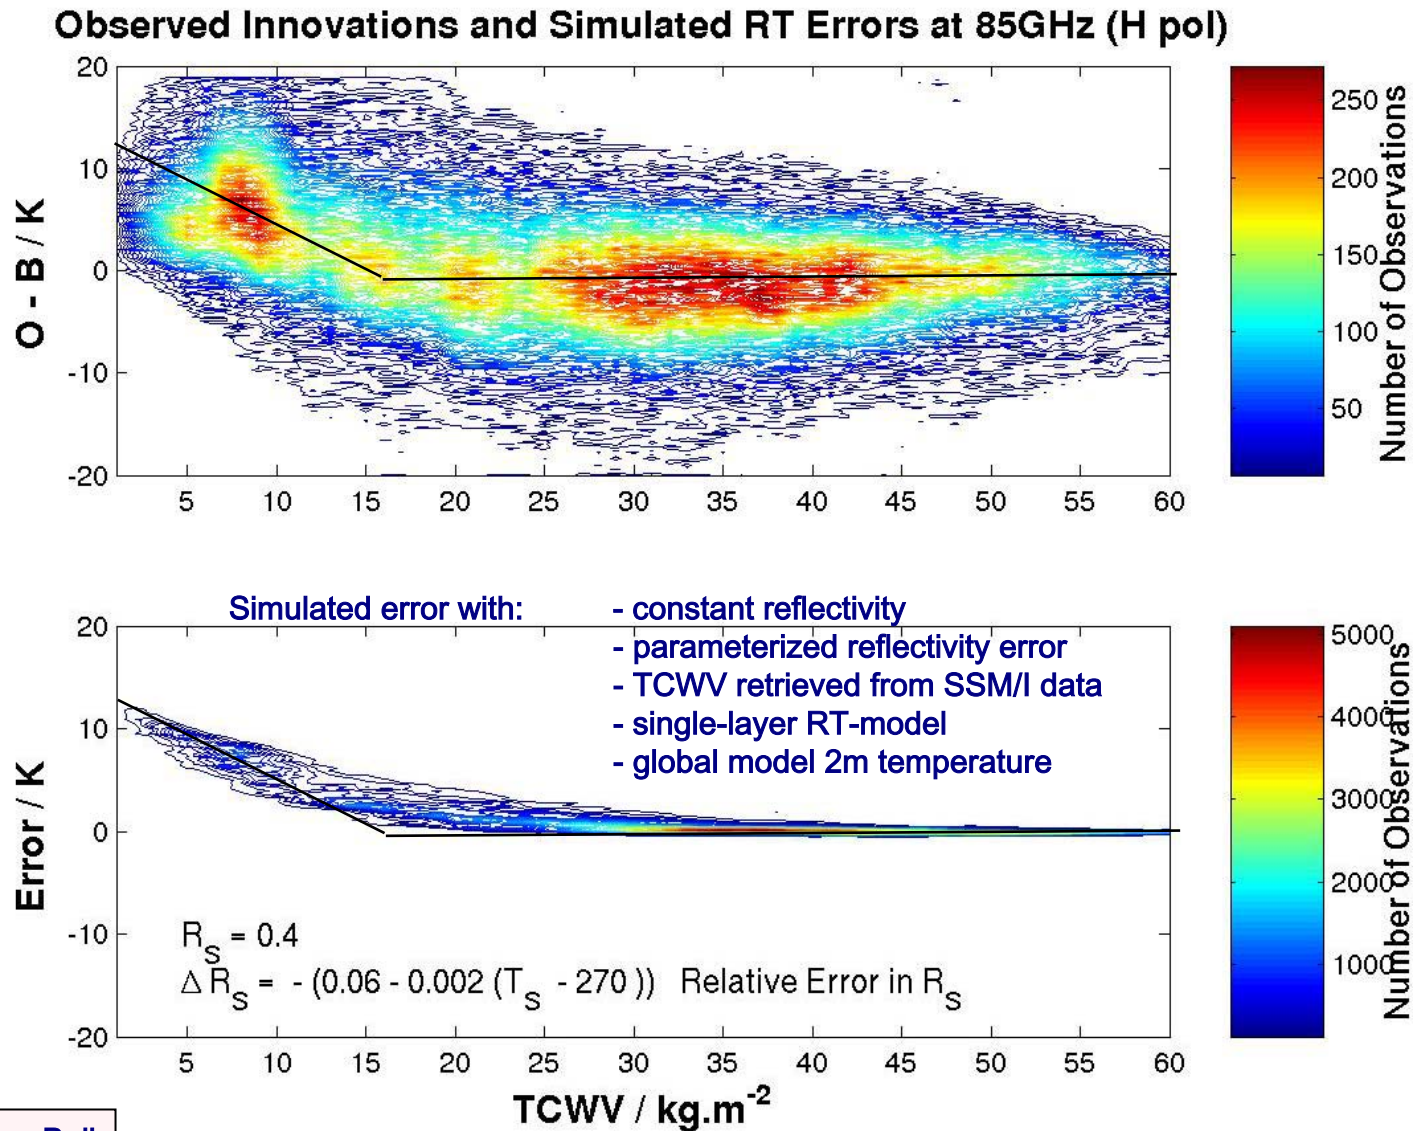 Observed Innovations and Simulated RT Errors at 85GHz (H pol)
O - B / K
20
10
0
-10
-20
5 10 15 20 25 30 35 40 45 50 55 60
250
200
150
100
50
Number of Observations
Simulated error with:
- constant reflectivity
- parameterized reflectivity error
- TCWV retrieved from SSM/I data
- single-layer RT-model
- global model 2m temperature
Error / K
20
10
0
-10
-20
R_S = 0.4
Δ R_S = - (0.06 - 0.002 (T_S - 270 )) Relative Error in R_S
5 10 15 20 25 30 35 40 45 50 55 60
TCWV / kg.m^-2
5000
4000
3000
2000
1000
Number of Observations